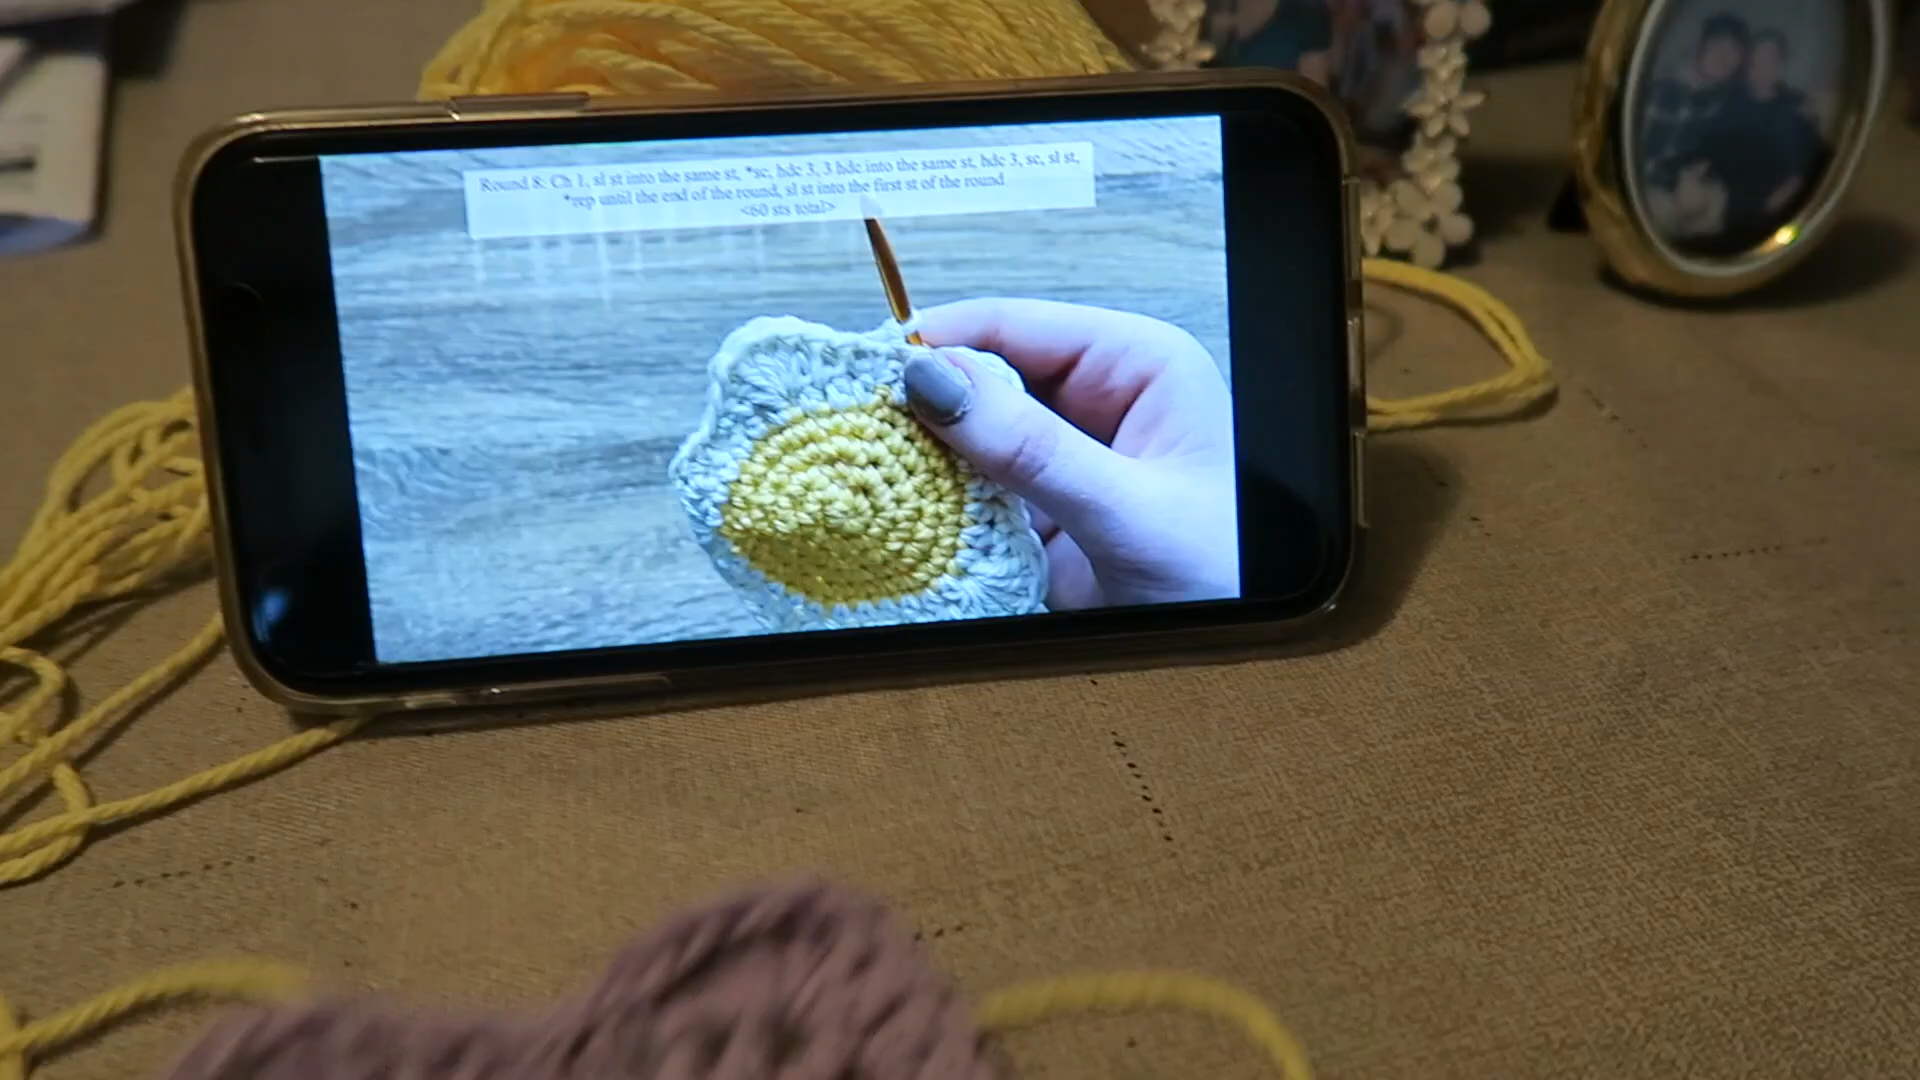 Round 8: Ch 1, sl st into the same st, *sc, hdc 3, 3 hdc into the same st, hdc 3, sc, sl st,
*rep until the end of the round, sl st into the first st of the round
<60 sts total>